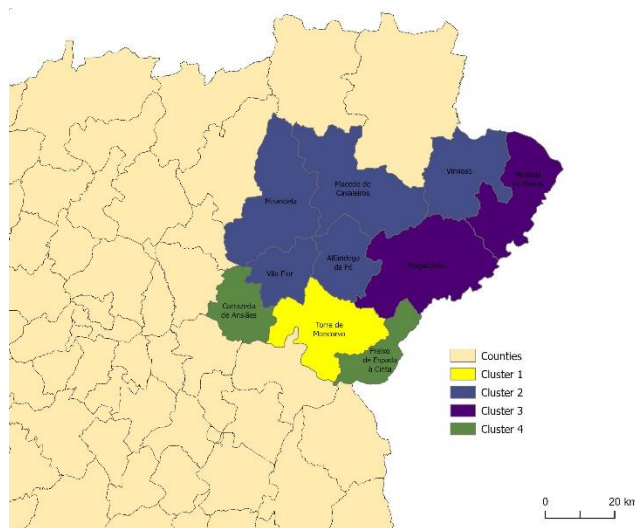 Vimioso
Miranda
do Douro
Macedo de
Cavaleiros
Mirandela
Alfândega
da Fé
Mogadouro
Vila Flor
Carrazeda
de Ansiães
Torre de
Moncorvo
Freixo
de Espada
à Cinta
Counties
Cluster 1
Cluster 2
Cluster 3
Cluster 4
0
20 km